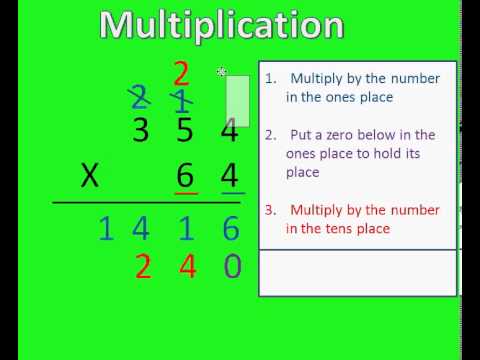 Multiplication
2
2 1
3 5 4
X 6 4
1 4 1 6
2 4 0
1. Multiply by the number
in the ones place
2. Put a zero below in the
ones place to hold its
place
3. Multiply by the number
in the tens place